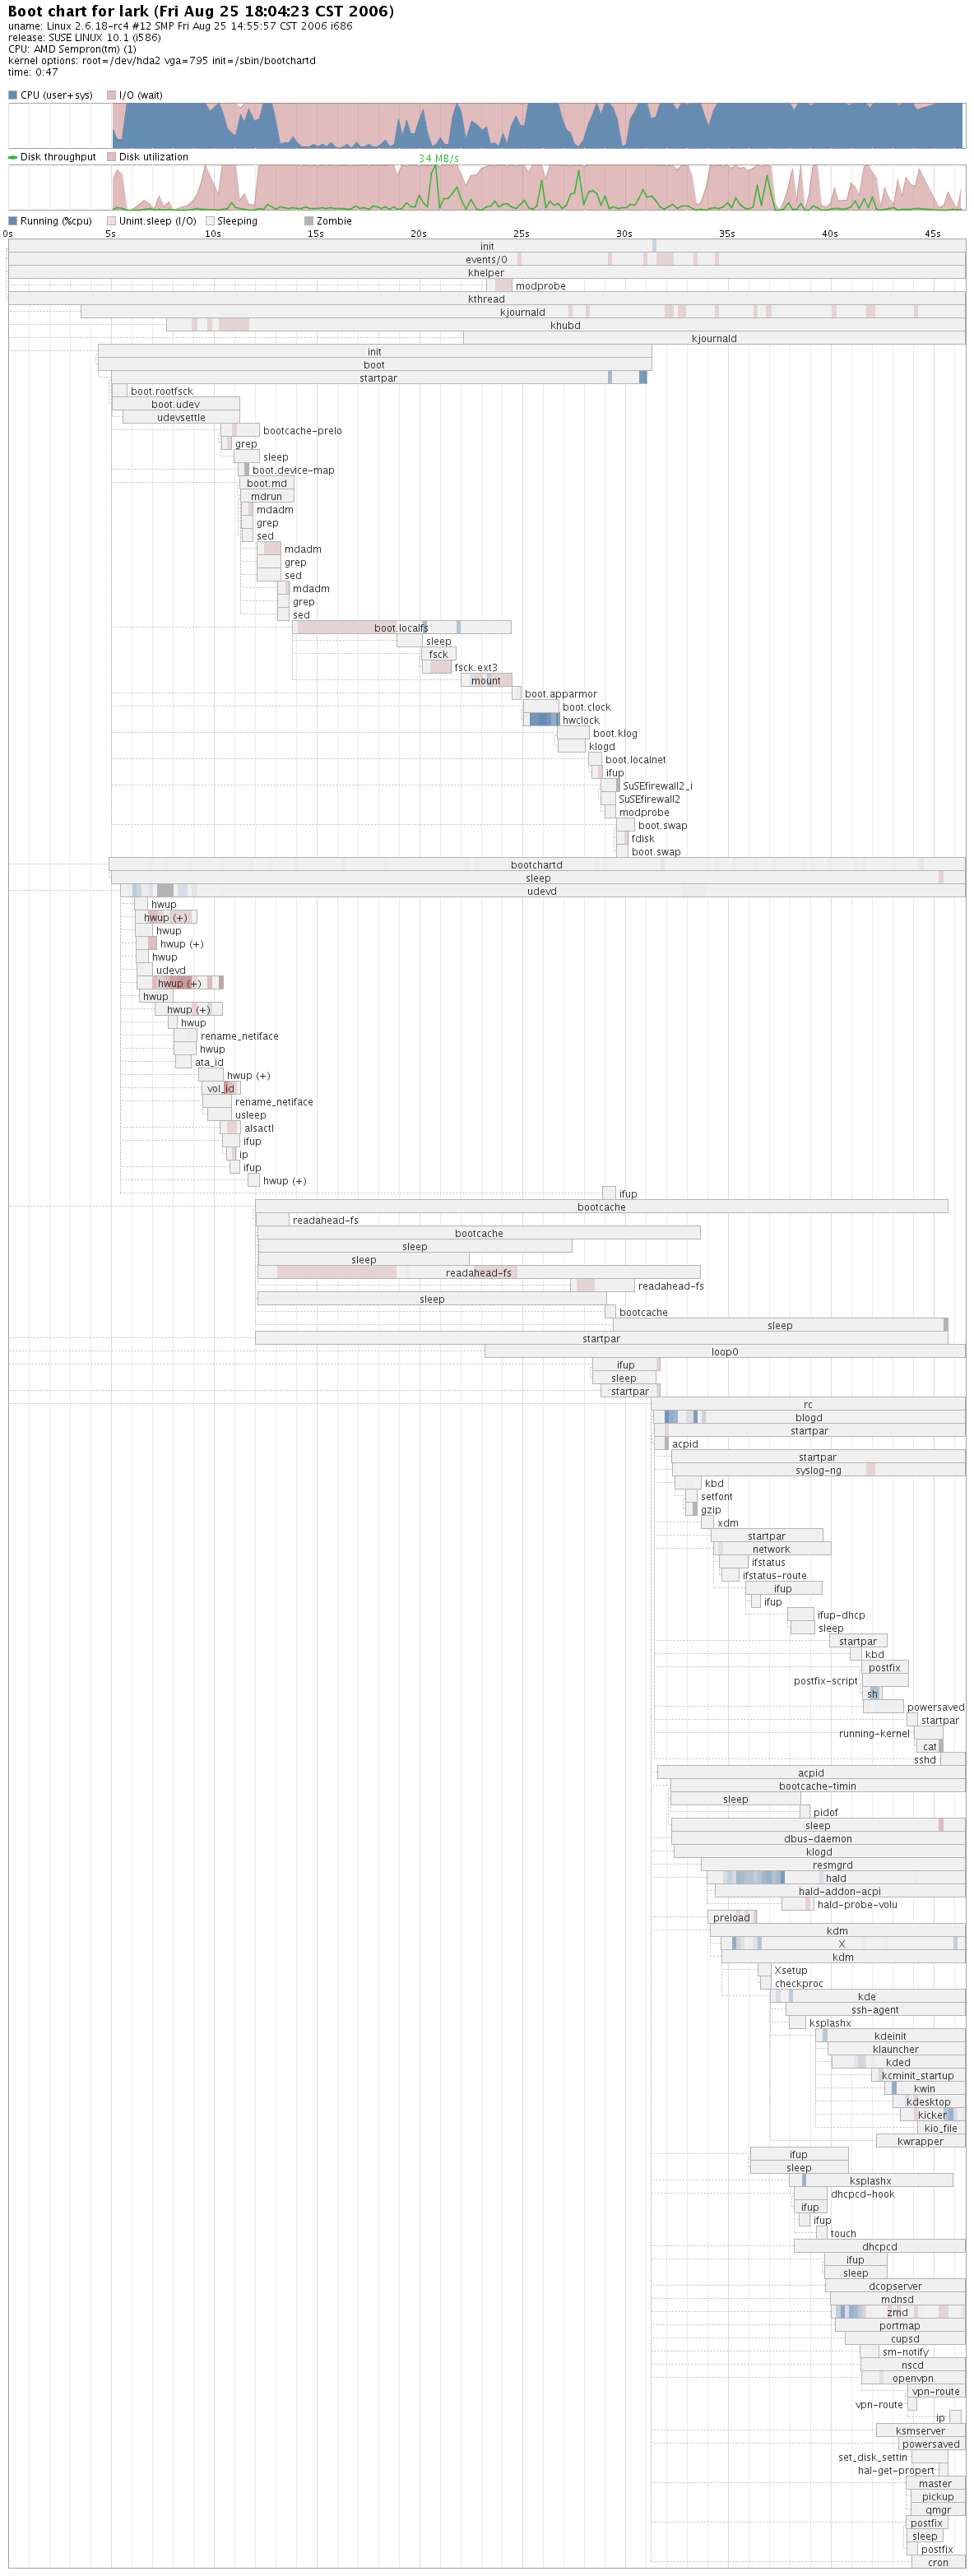 Boot chart for lark (Fri Aug 25 18:04:23 CST 2006)
uname: Linux 2.6.18-rc4 #12 SMP Fri Aug 25 14:55:57 CST 2006 i686
release: SUSE LINUX 10.1 (i586)
CPU: AMD Sempron(tm) (1)
kernel options: root=/dev/hda2 vga=795 init=/sbin/bootchartd
time: 0:47
CPU (user+sys) I/O (wait)
Disk throughput Disk utilization 34 MB/s
Running (%cpu) Unint.sleep (I/O) Sleeping Zombie
0s 5s 10s 15s 20s 25s 30s 35s 40s 45s
init
events/0
khelper
modprobe
kthread
kjournald
khubd
kjournald
init
boot
startpar
boot.rootfsck
boot.udev
udevsettle
bootcache-prelo
grep
sleep
boot.device-map
boot.md
mdrun
mdadm
grep
sed
mdadm
grep
sed
mdadm
grep
sed
boot.localfs
sleep
fsck
fsck.ext3
mount
boot.apparmor
boot.clock
hwclock
boot.klog
klogd
boot.localnet
ifup
SuSEfirewall2_i
SuSEfirewall2
modprobe
boot.swap
fdisk
boot.swap
bootchartd
sleep
udevd
hwup
hwup (+)
hwup
hwup (+)
hwup
udevd
hwup (+)
hwup
hwup (+)
hwup
rename_netiface
hwup
ata_id
hwup (+)
vol_id
rename_netiface
usleep
alsactl
ifup
ip
ifup
hwup (+)
ifup
bootcache
readahead-fs
bootcache
sleep
sleep
readahead-fs
readahead-fs
sleep
bootcache
sleep
startpar
loop0
ifup
sleep
startpar
rc
blogd
startpar
acpid
startpar
syslog-ng
kbd
setfont
gzip
xdm
startpar
network
ifstatus
ifstatus-route
ifup
ifup
ifup-dhcp
sleep
startpar
kbd
postfix
postfix-script
sh
powersaved
startpar
running-kernel
cat
sshd
acpid
bootcache-timin
sleep
pidof
sleep
dbus-daemon
klogd
resmgrd
hald
hald-addon-acpi
hald-probe-volu
preload
kdm
X
kdm
Xsetup
checkproc
kde
ssh-agent
ksplashx
kdeinit
klauncher
kded
kcminit_startup
kwin
kdesktop
kicker
kio_file
kwrapper
ifup
sleep
ksplashx
dhcpcd-hook
ifup
ifup
touch
dhcpcd
ifup
sleep
dcopserver
mdnsd
zmd
portmap
cupsd
sm-notify
nscd
openvpn
vpn-route
vpn-route
ip
ksmserver
powersaved
set_disk_settin
hal-get-propert
master
pickup
qmgr
postfix
sleep
postfix
cron